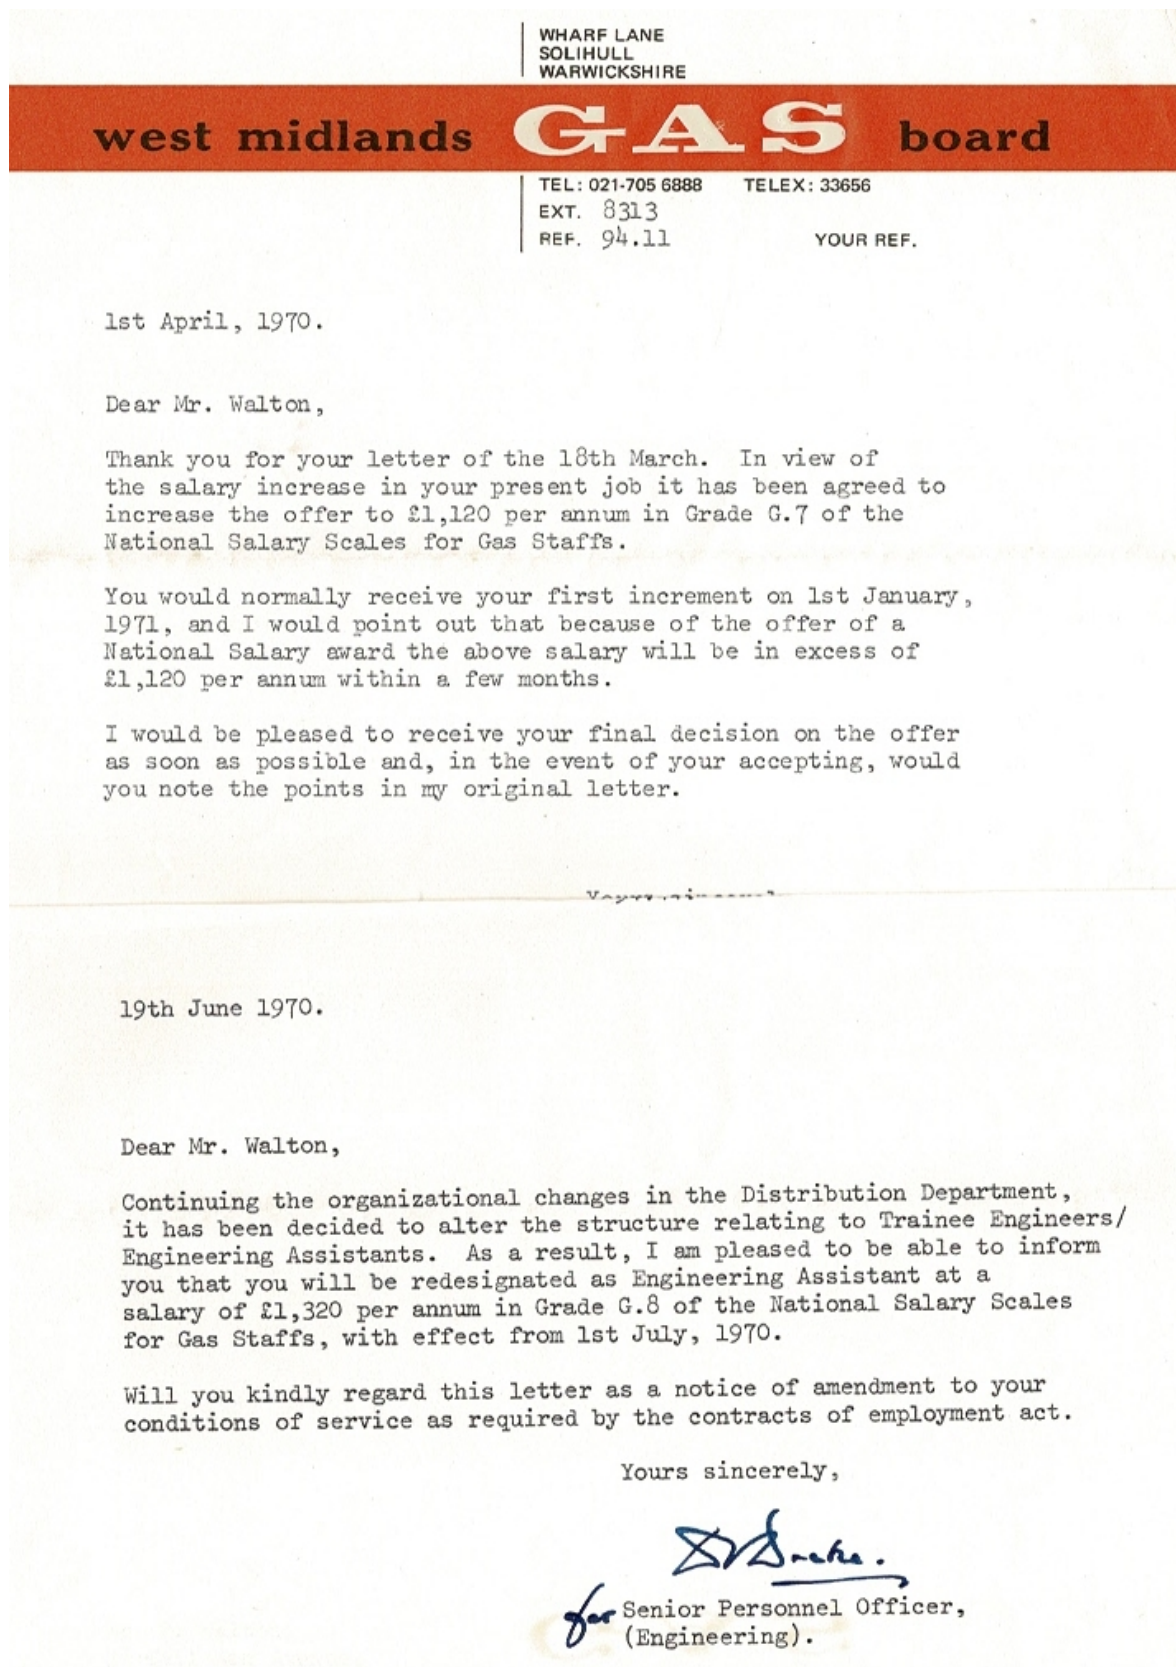 WHARF LANE
SOLIHULL
WARWICKSHIRE
west midlands GAS board
TEL: 021-705 6888 TELEX: 33656
EXT. 8313
REF. 94.11 YOUR REF.
1st April, 1970.
Dear Mr. Walton,
Thank you for your letter of the 18th March. In view of
the salary increase in your present job it has been agreed to
increase the offer to £1,120 per annum in Grade G.7 of the
National Salary Scales for Gas Staffs.
You would normally receive your first increment on 1st January,
1971, and I would point out that because of the offer of a
National Salary award the above salary will be in excess of
£1,120 per annum within a few months.
I would be pleased to receive your final decision on the offer
as soon as possible and, in the event of your accepting, would
you note the points in my original letter.
19th June 1970.
Dear Mr. Walton,
Continuing the organizational changes in the Distribution Department,
it has been decided to alter the structure relating to Trainee Engineers/
Engineering Assistants. As a result, I am pleased to be able to inform
you that you will be redesignated as Engineering Assistant at a
salary of £1,320 per annum in Grade G.8 of the National Salary Scales
for Gas Staffs, with effect from 1st July, 1970.
Will you kindly regard this letter as a notice of amendment to your
conditions of service as required by the contracts of employment act.
Yours sincerely,
for Senior Personnel Officer,
(Engineering).